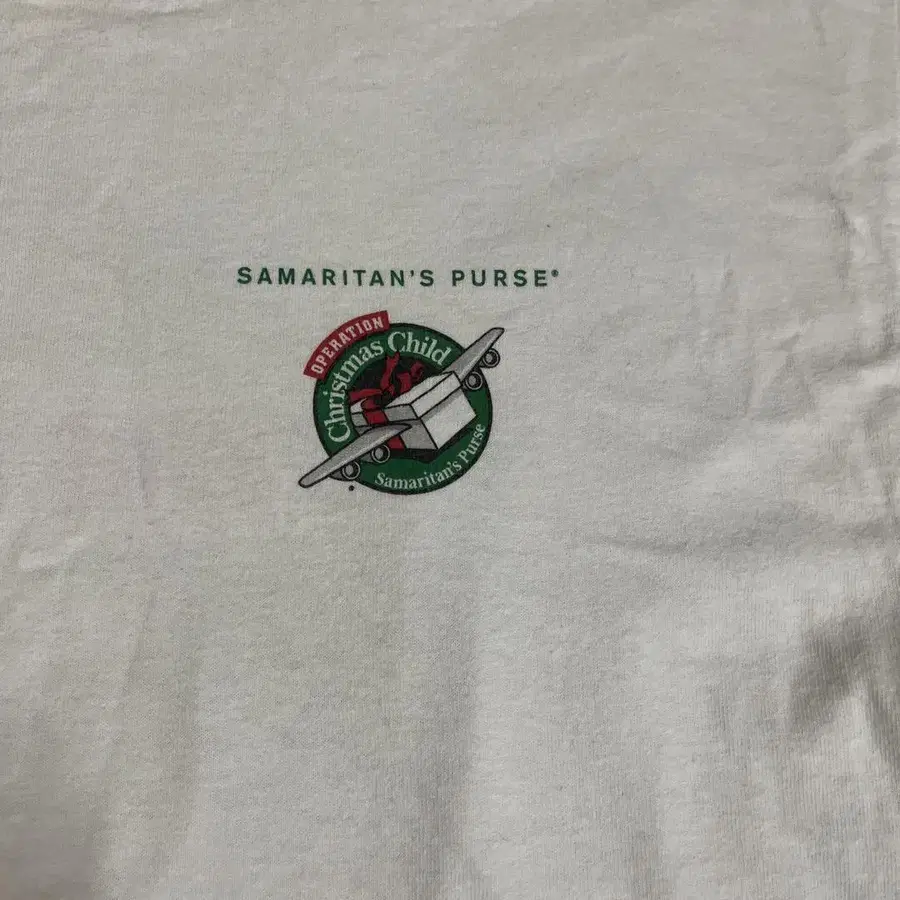 SAMARITAN'S PURSE®
OPERATION
Christmas Child
Samaritan's Purse